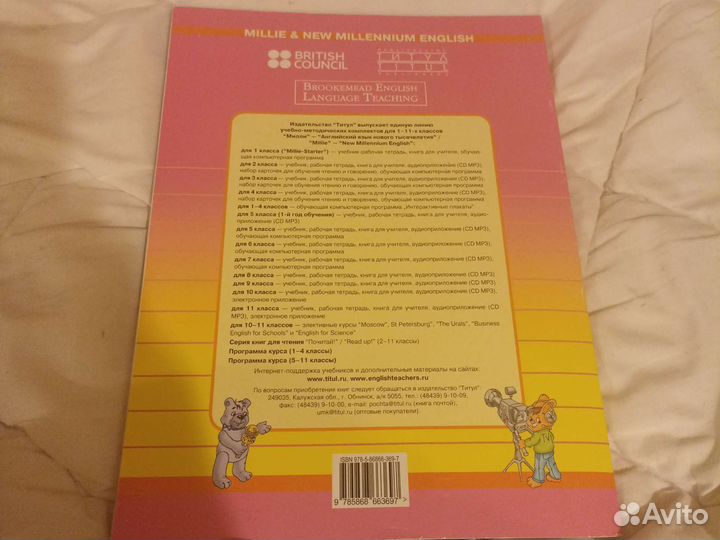 MILLIE & NEW MILLENNIUM ENGLISH
BRITISH
COUNCIL
ТИТУЛ
TITUL
PUBLISHERS
BROOKEMEAD ENGLISH
LANGUAGE TEACHING
Издательство "Титул" выпускает единую линию
учебно-методических комплектов для 1–11-х классов
"Милли" – "Английский язык нового тысячелетия" /
"Millie" – "New Millennium English":
для 1 класса ("Millie-Starter") — учебник рабочая тетрадь, книга для учителя, обучаю-
щая компьютерная программа
для 2 класса — учебник, рабочая тетрадь, книга для учителя, аудиоприложение (CD MP3),
набор карточек для обучения чтению и говорению, обучающая компьютерная программа
для 3 класса — учебник, рабочая тетрадь, книга для учителя, аудиоприложение (CD MP3),
набор карточек для обучения чтению и говорению, обучающая компьютерная программа
для 4 класса — учебник, рабочая тетрадь, книга для учителя, аудиоприложение (CD MP3),
набор карточек для обучения чтению и говорению, обучающая компьютерная программа
для 1–4 классов — обучающая компьютерная программа „Интерактивные плакаты"
для 5 класса (1-й год обучения) — учебник, рабочая тетрадь, книга для учителя, аудио-
приложение (CD MP3)
для 5 класса — учебник, рабочая тетрадь, книга для учителя, аудиоприложение (CD MP3),
обучающая компьютерная программа
для 6 класса — учебник, рабочая тетрадь, книга для учителя, аудиоприложение (CD MP3),
обучающая компьютерная программа
для 7 класса — учебник, рабочая тетрадь, книга для учителя, аудиоприложение (CD MP3),
обучающая компьютерная программа
для 8 класса — учебник, рабочая тетрадь, книга для учителя, аудиоприложение (CD MP3)
для 9 класса — учебник, рабочая тетрадь, книга для учителя, аудиоприложение (CD MP3)
для 10 класса — учебник, рабочая тетрадь, книга для учителя, аудиоприложение (CD MP3),
электронное приложение
для 11 класса — учебник, рабочая тетрадь, книга для учителя, аудиоприложение (CD
MP3), электронное приложение
для 10–11 классов — элективные курсы "Moscow", St Petersburg", "The Urals", "Business
English for Schools" и "English for Science"
Серия книг для чтения "Почитай!" / "Read up!" (2–11 классы)
Программа курса (1–4 классы)
Программа курса (5–11 классы)
Интернет-поддержка учебников и дополнительные материалы на сайтах:
www.titul.ru www.englishteachers.ru
По вопросам приобретения книг следует обращаться в издательство "Титул":
249035, Калужская обл., г. Обнинск, а/я 5055, тел.: (48439) 9-10-09,
факс: (48439) 9-10-00, e-mail: pochta@titul.ru (книга почтой),
umk@titul.ru (оптовые покупатели).
TV
ISBN 978-5-86866-369-7
9 785868 663697 >
Avito